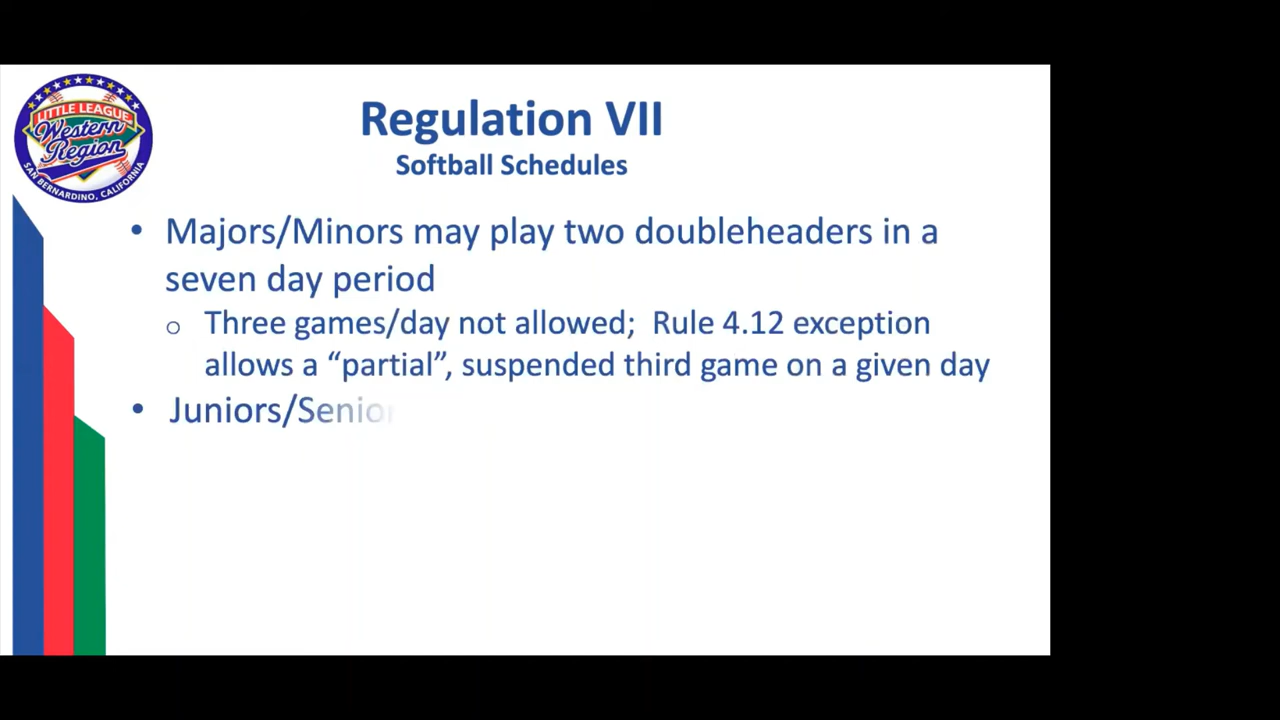 LITTLE LEAGUE
Western
Region
SAN BERNARDINO, CALIFORNIA
Regulation VII
Softball Schedules
• Majors/Minors may play two doubleheaders in a
seven day period
o Three games/day not allowed;  Rule 4.12 exception
allows a “partial”, suspended third game on a given day
• Juniors/Senior